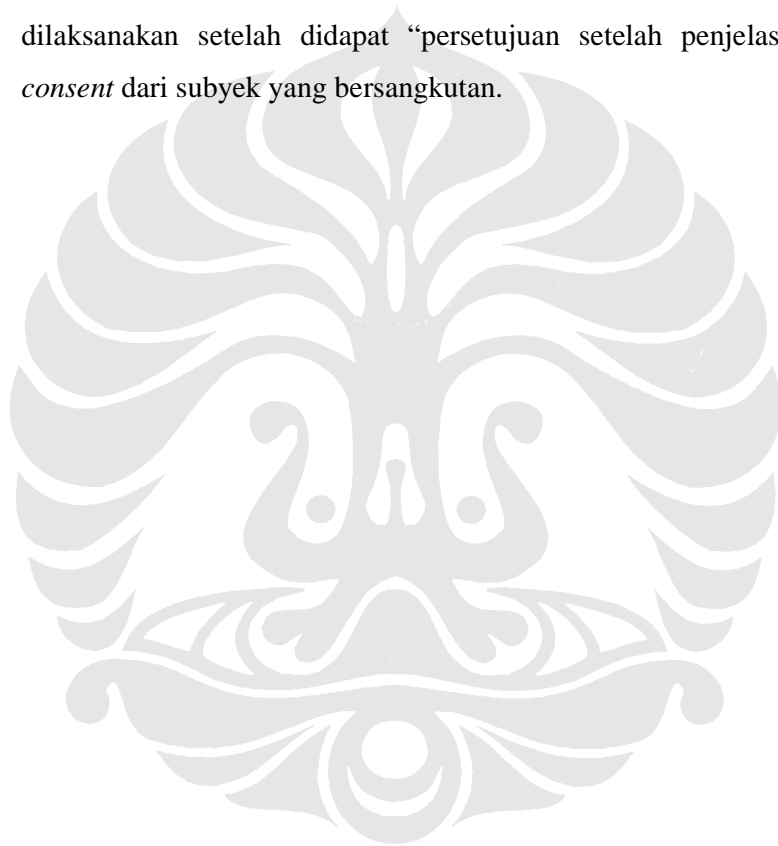 dilaksanakan setelah didapat “persetujuan setelah penjelas
consent dari subyek yang bersangkutan.